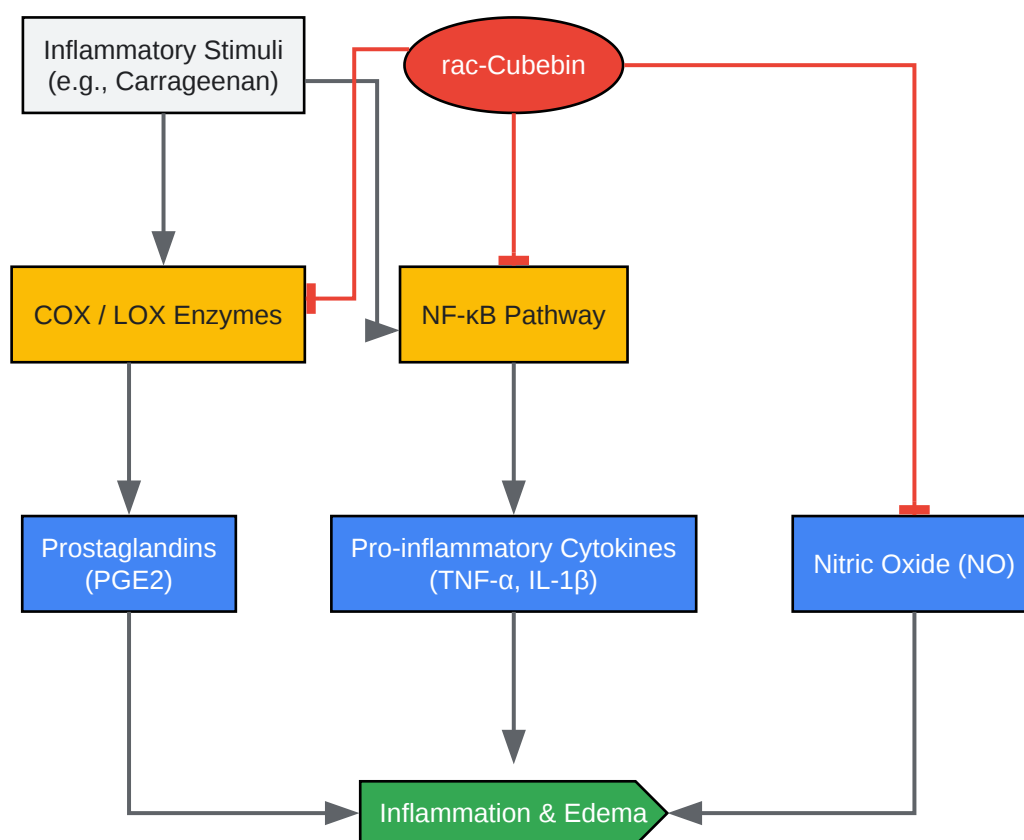 Inflammatory Stimuli
(e.g., Carrageenan)
rac-Cubebin
COX / LOX Enzymes
NF-κB Pathway
Prostaglandins
(PGE2)
Pro-inflammatory Cytokines
(TNF-α, IL-1β)
Nitric Oxide (NO)
Inflammation & Edema